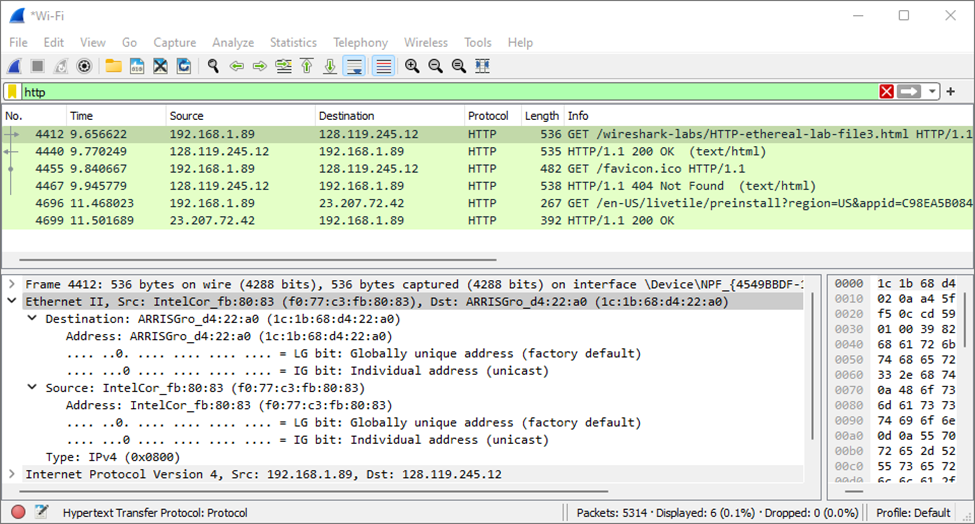 *Wi-Fi
File Edit View Go Capture Analyze Statistics Telephony Wireless Tools Help
http
No. Time Source Destination Protocol Length Info
4412 9.656622 192.168.1.89 128.119.245.12 HTTP 536 GET /wireshark-labs/HTTP-ethereal-lab-file3.html HTTP/1.1
4440 9.770249 128.119.245.12 192.168.1.89 HTTP 535 HTTP/1.1 200 OK (text/html)
4455 9.840667 192.168.1.89 128.119.245.12 HTTP 482 GET /favicon.ico HTTP/1.1
4467 9.945779 128.119.245.12 192.168.1.89 HTTP 538 HTTP/1.1 404 Not Found (text/html)
4696 11.468023 192.168.1.89 23.207.72.42 HTTP 267 GET /en-US/livetile/preinstall?region=US&appid=C98EA5B084
4699 11.501689 23.207.72.42 192.168.1.89 HTTP 392 HTTP/1.1 200 OK
Frame 4412: 536 bytes on wire (4288 bits), 536 bytes captured (4288 bits) on interface \Device\NPF_{4549BBDF-1
Ethernet II, Src: IntelCor_fb:80:83 (f0:77:c3:fb:80:83), Dst: ARRISGro_d4:22:a0 (1c:1b:68:d4:22:a0)
Destination: ARRISGro_d4:22:a0 (1c:1b:68:d4:22:a0)
Address: ARRISGro_d4:22:a0 (1c:1b:68:d4:22:a0)
.... ..0. .... .... .... .... = LG bit: Globally unique address (factory default)
.... ...0 .... .... .... .... = IG bit: Individual address (unicast)
Source: IntelCor_fb:80:83 (f0:77:c3:fb:80:83)
Address: IntelCor_fb:80:83 (f0:77:c3:fb:80:83)
.... ..0. .... .... .... .... = LG bit: Globally unique address (factory default)
.... ...0 .... .... .... .... = IG bit: Individual address (unicast)
Type: IPv4 (0x0800)
Internet Protocol Version 4, Src: 192.168.1.89, Dst: 128.119.245.12
0000 1c 1b 68 d4
0010 02 0a a4 5f
0020 f5 0c cd 59
0030 01 00 39 82
0040 68 61 72 6b
0050 74 68 65 72
0060 33 2e 68 74
0070 0a 48 6f 73
0080 6d 61 73 73
0090 74 69 6f 6e
00a0 0d 0a 55 70
00b0 72 65 2d 52
00c0 55 73 65 72
00d0 6c 6c 61 2f
Hypertext Transfer Protocol: Protocol
Packets: 5314 · Displayed: 6 (0.1%) · Dropped: 0 (0.0%)
Profile: Default